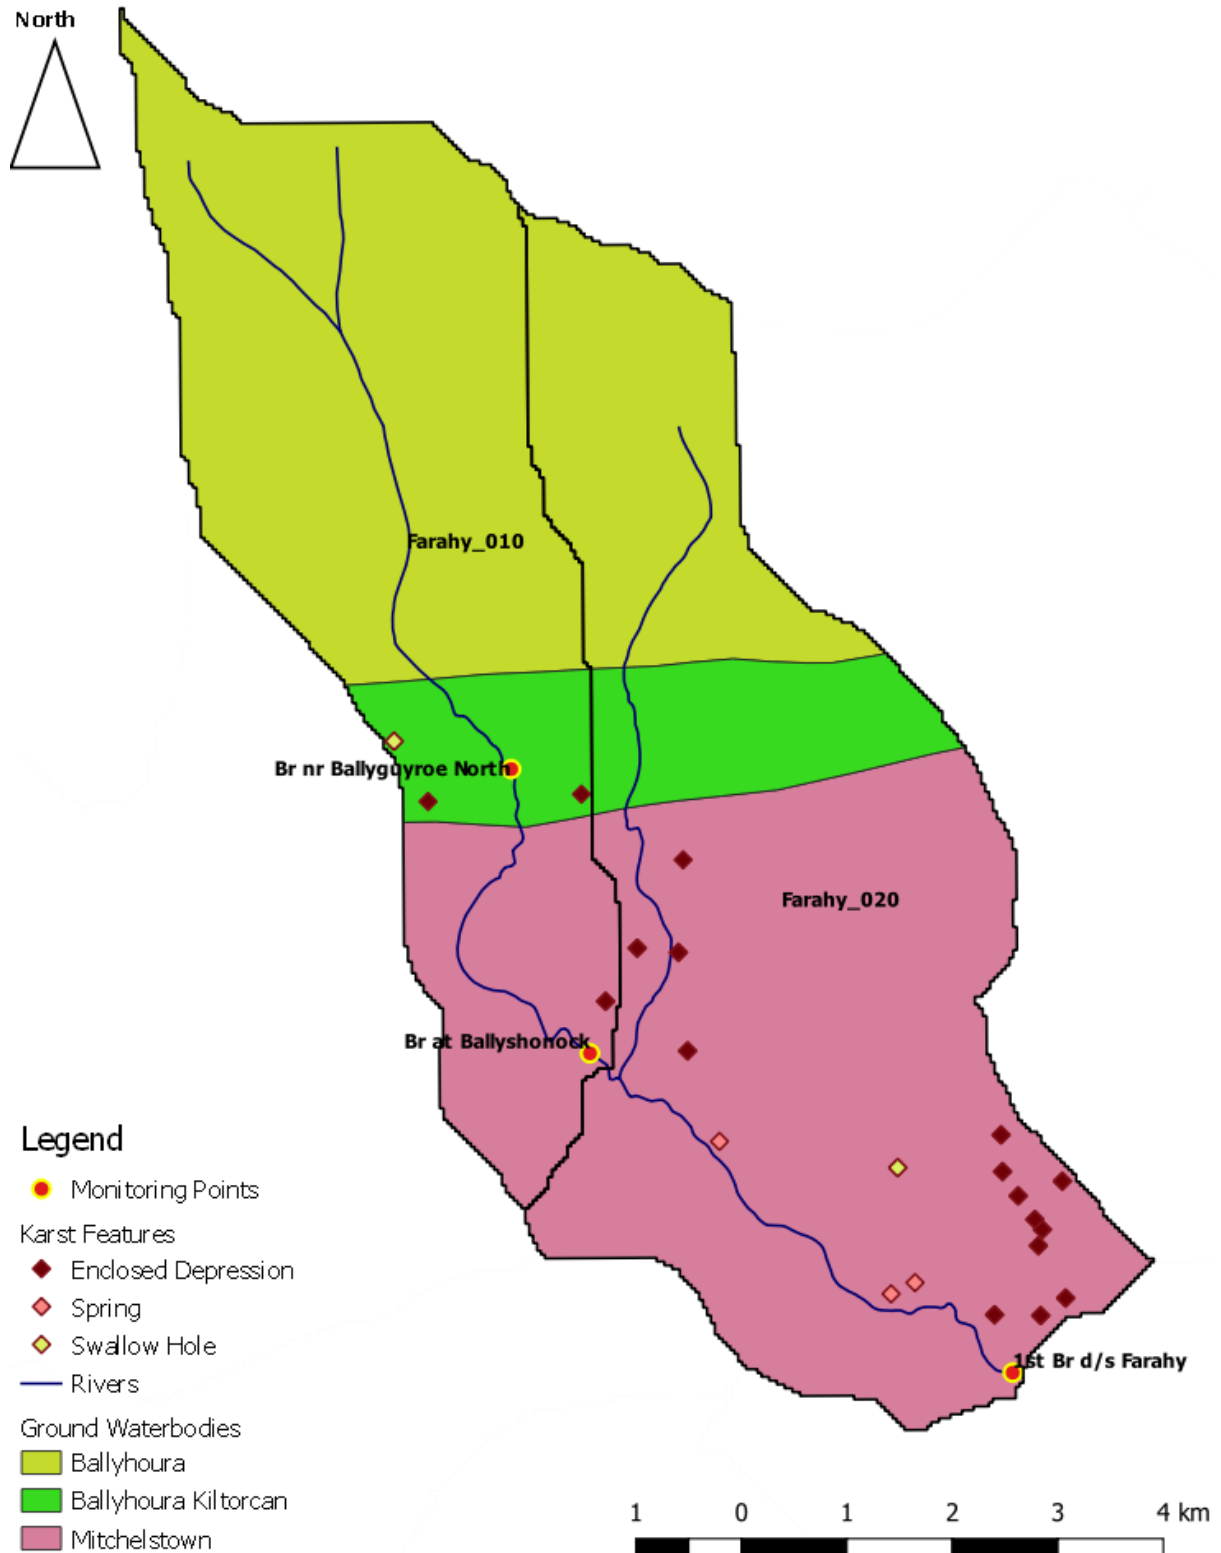 North
Farahy_010
Br nr Ballyguyroe North
Farahy_020
Br at Ballyshonock
1st Br d/s Farahy
Legend
Monitoring Points
Karst Features
Enclosed Depression
Spring
Swallow Hole
Rivers
Ground Waterbodies
Ballyhoura
Ballyhoura Kiltorcan
Mitchelstown
1 0 1 2 3 4 km